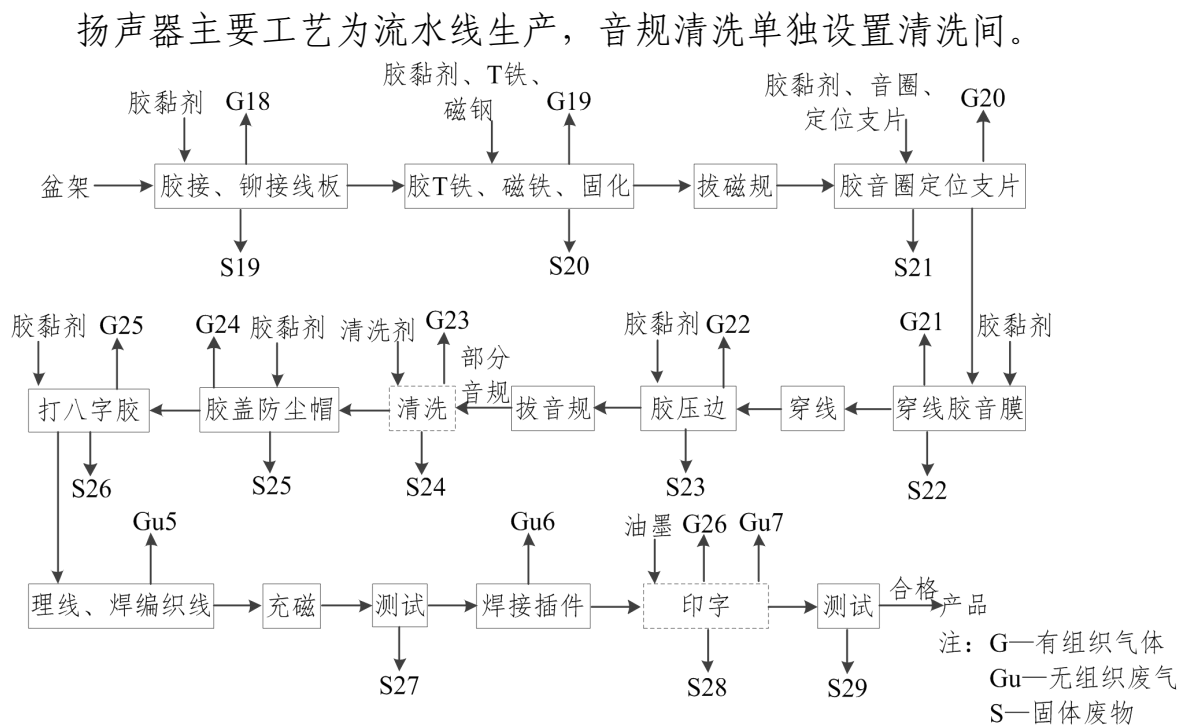 扬声器主要工艺为流水线生产，音规清洗单独设置清洗间。
胶黏剂
G18
胶黏剂、T铁、
磁钢
G19
胶黏剂、音圈、
定位支片
G20
盆架
胶接、铆接线板
胶T铁、磁铁、固化
拔磁规
胶音圈定位支片
S19
S20
S21
胶黏剂
G25
G24
胶黏剂
清洗剂
G23
部分
音规
胶黏剂
G22
G21
胶黏剂
打八字胶
胶盖防尘帽
清洗
拔音规
胶压边
穿线
穿线胶音膜
S26
S25
S24
S23
S22
Gu5
Gu6
油墨
G26
Gu7
理线、焊编织线
充磁
测试
焊接插件
印字
测试
合格
产品
S27
S28
S29
注：G—有组织气体
Gu—无组织废气
S—固体废物